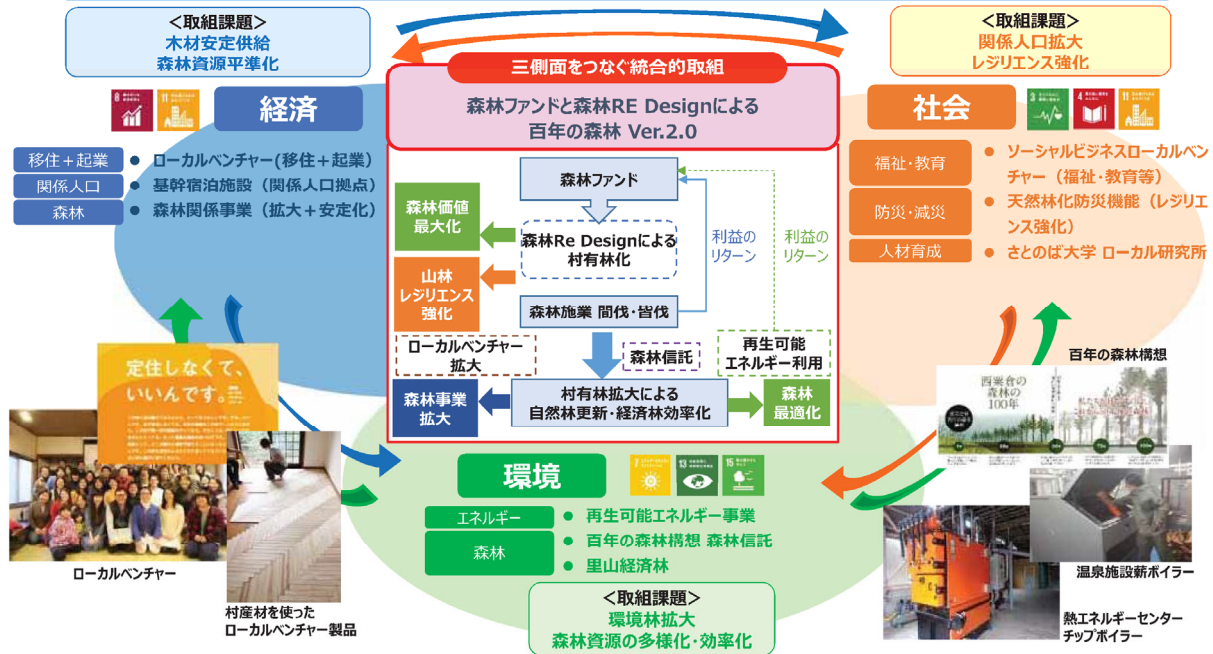 <取組課題>
木材安定供給
森林資源平準化
<取組課題>
関係人口拡大
レジリエンス強化
三側面をつなぐ統合的取組
森林ファンドと森林RE Designによる
百年の森林 Ver.2.0
8
11
経済
移住+起業
● ローカルベンチャー(移住+起業)
関係人口
● 基幹宿泊施設(関係人口拠点)
森林
● 森林関係事業(拡大+安定化)
社会
3
4
11
福祉・教育
● ソーシャルビジネスローカルベン
チャー(福祉・教育等)
防災・減災
● 天然林化防災機能(レジリエ
ンス強化)
人材育成
● さとのば大学 ローカル研究所
森林ファンド
森林価値
最大化
森林Re Designによる
村有林化
利益の
リターン
利益の
リターン
山林
レジリエンス
強化
森林施業 間伐・皆伐
ローカルベンチャー
拡大
森林信託
再生可能
エネルギー利用
森林事業
拡大
村有林拡大による
自然林更新・経済林効率化
森林
最適化
環境
7
13
15
エネルギー
● 再生可能エネルギー事業
森林
● 百年の森林構想 森林信託
● 里山経済林
<取組課題>
環境林拡大
森林資源の多様化・効率化
定住しなくて、
いいんです。
ローカルベンチャー
村産材を使った
ローカルベンチャー製品
百年の森林構想
西粟倉の
森林の
100年
温泉施設薪ボイラー
熱エネルギーセンター
チップボイラー